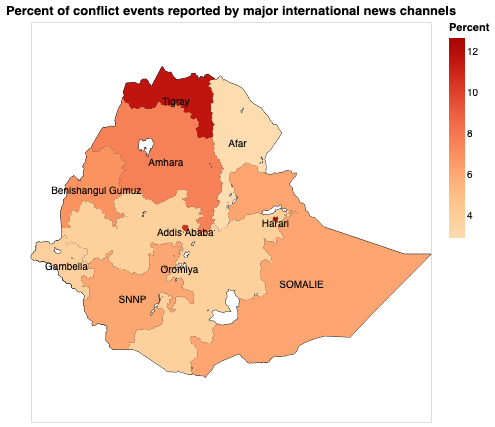 Percent of conflict events reported by major international news channels
Percent
12
10
8
6
4
Tigray
Afar
Amhara
Benishangul Gumuz
Harari
Addis Ababa
Gambella
Oromiya
SOMALIE
SNNP